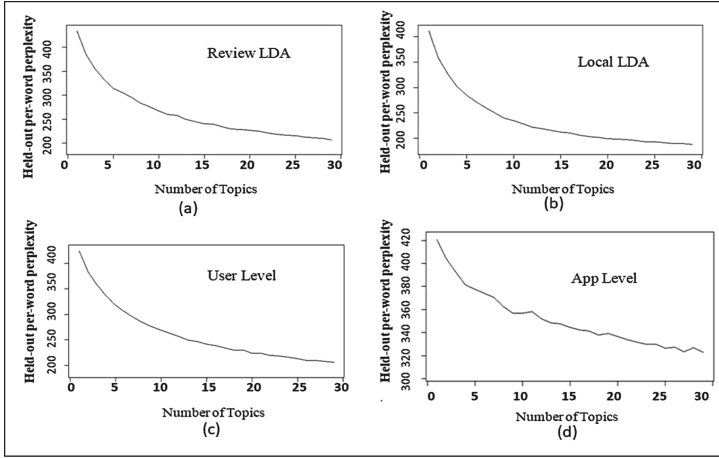 Held-out per-word perplexity
400
350
300
250
200
Review LDA
0 5 10 15 20 25 30
Number of Topics
(a)
Held-out per-word perplexity
400
350
300
250
200
Local LDA
0 5 10 15 20 25 30
Number of Topics
(b)
Held-out per-word perplexity
400
350
300
250
200
User Level
0 5 10 15 20 25 30
Number of Topics
(c)
Held-out per-word perplexity
420
400
380
360
340
320
300
App Level
0 5 10 15 20 25 30
Number of Topics
(d)